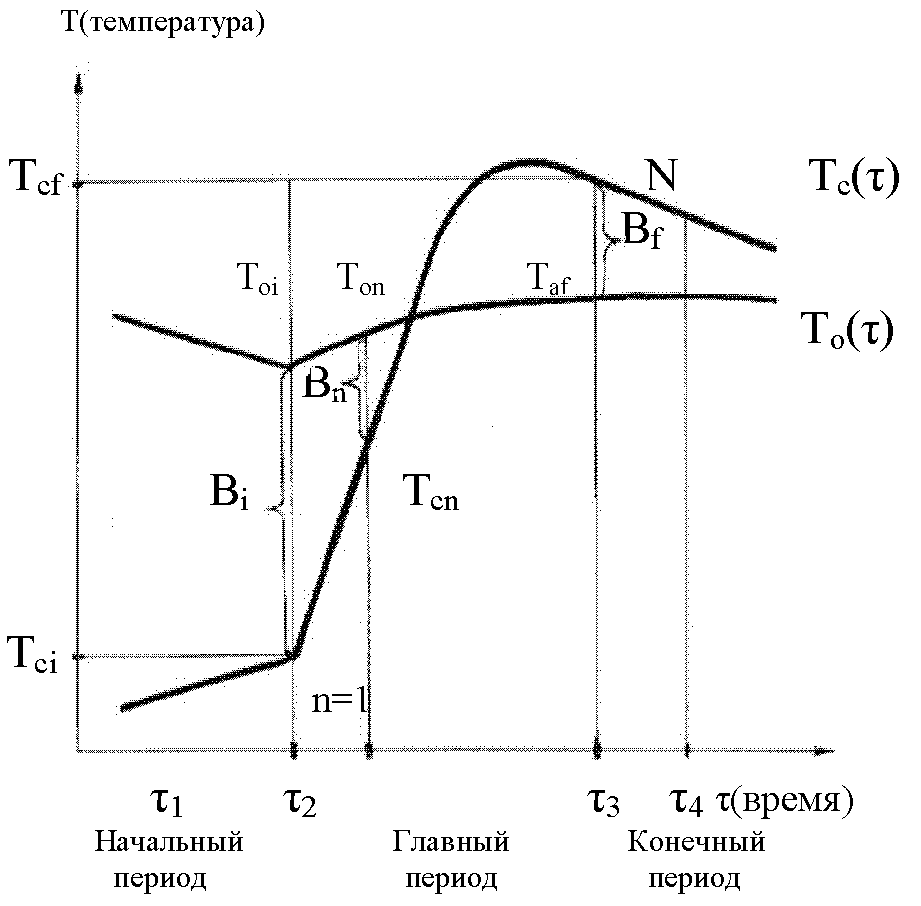 T(температура)
Tcf
N
Tc(τ)
Bf
Toi
Ton
Taf
To(τ)
Bn
Bi
Tcn
Tci
n=1
τ1
τ2
τ3
τ4
τ(время)
Начальный
период
Главный
период
Конечный
период